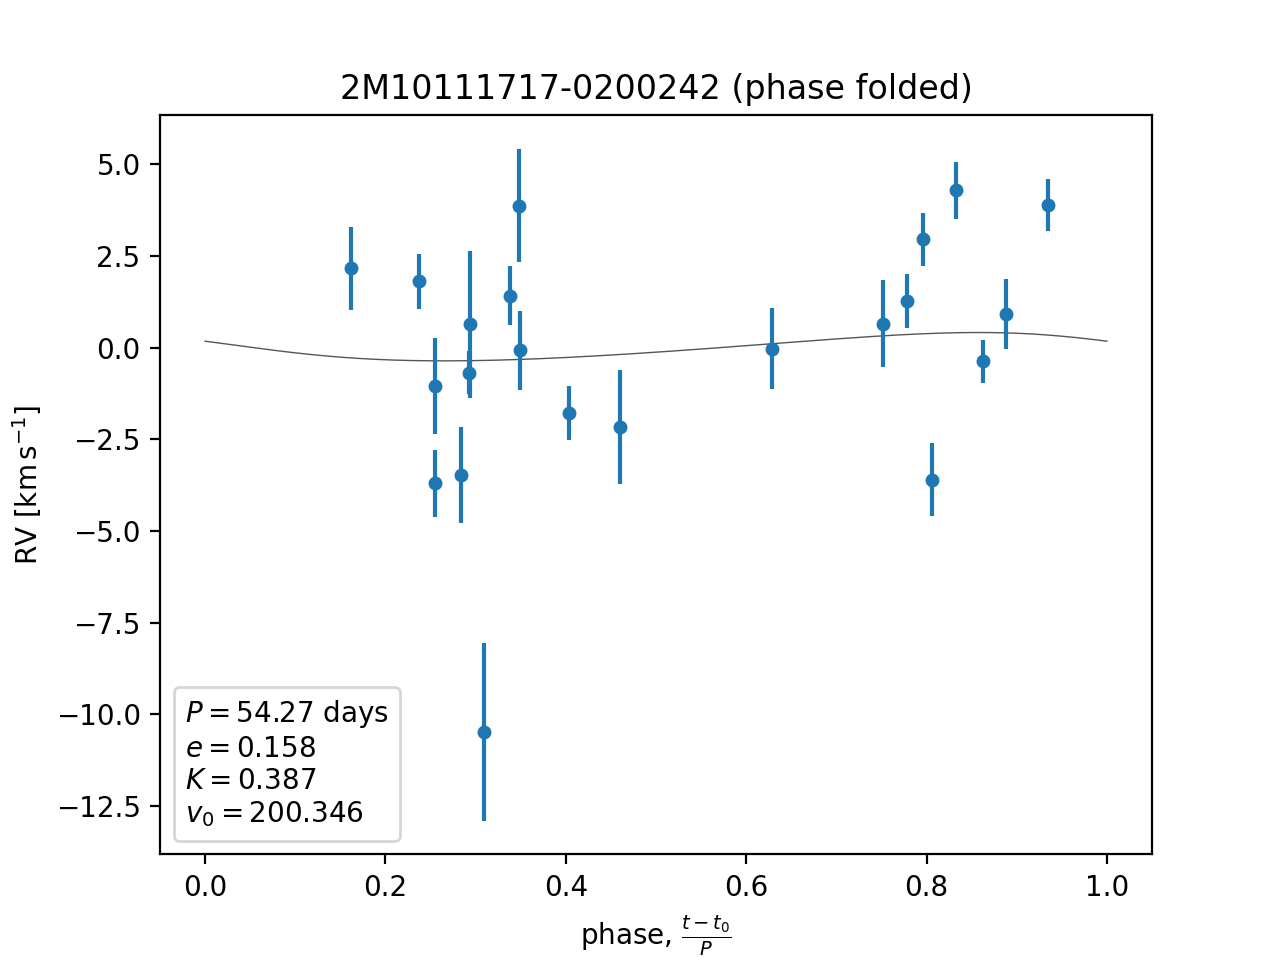 2M10111717-0200242 (phase folded)
RV [km s⁻¹]
5.0
2.5
0.0
−2.5
−5.0
−7.5
−10.0
−12.5
P = 54.27 days
e = 0.158
K = 0.387
v₀ = 200.346
0.0 0.2 0.4 0.6 0.8 1.0
phase, (t − t₀)/P